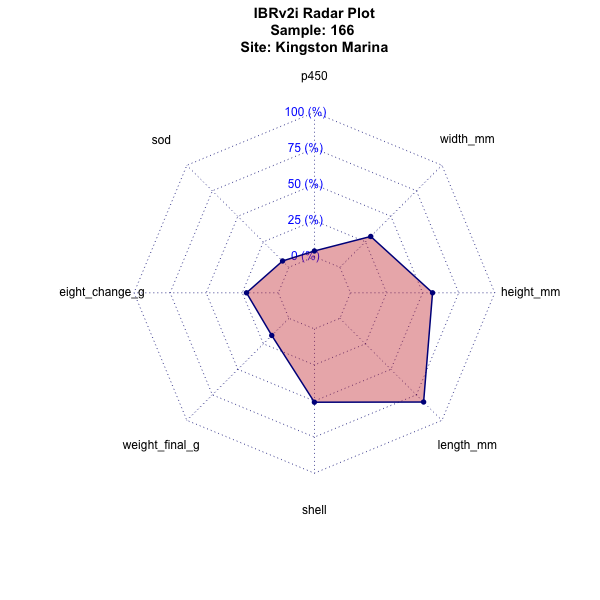 IBRv2i Radar Plot
Sample: 166
Site: Kingston Marina
p450
100 (%)
sod
width_mm
75 (%)
50 (%)
25 (%)
0 (%)
eight_change_g
height_mm
weight_final_g
length_mm
shell